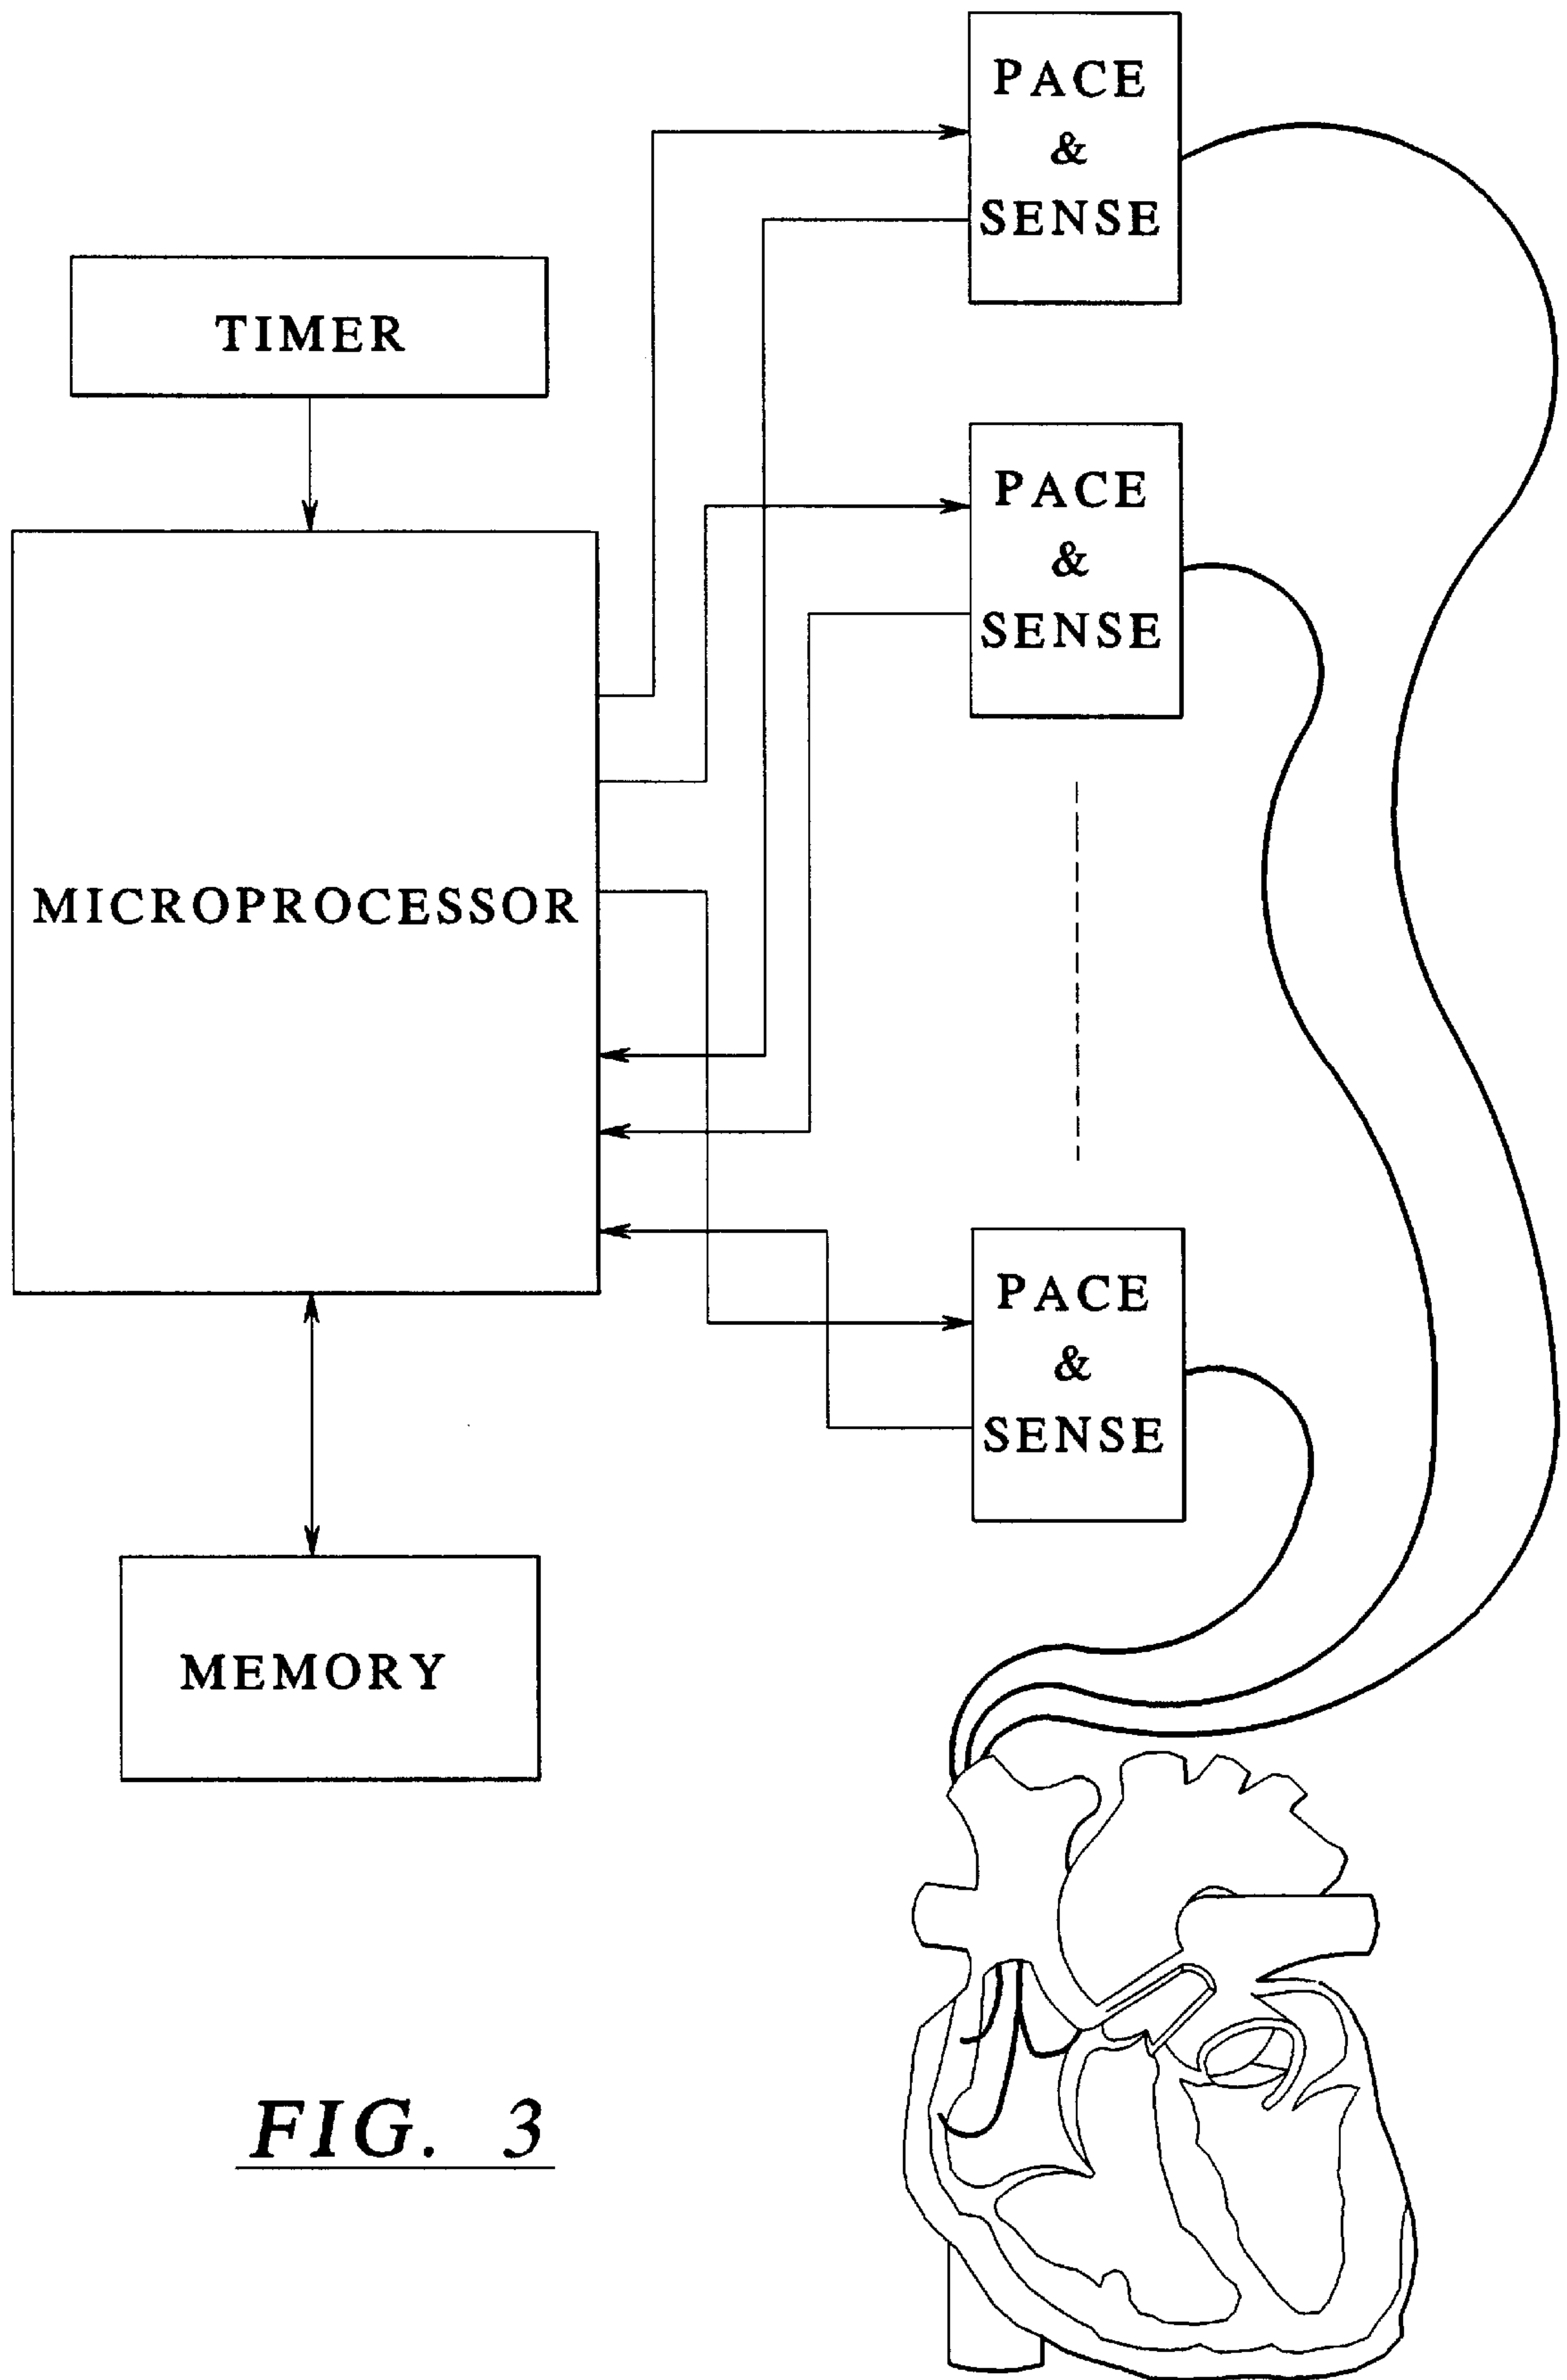 PACE
&
SENSE
TIMER
PACE
&
SENSE
MICROPROCESSOR
PACE
&
SENSE
MEMORY
FIG. 3